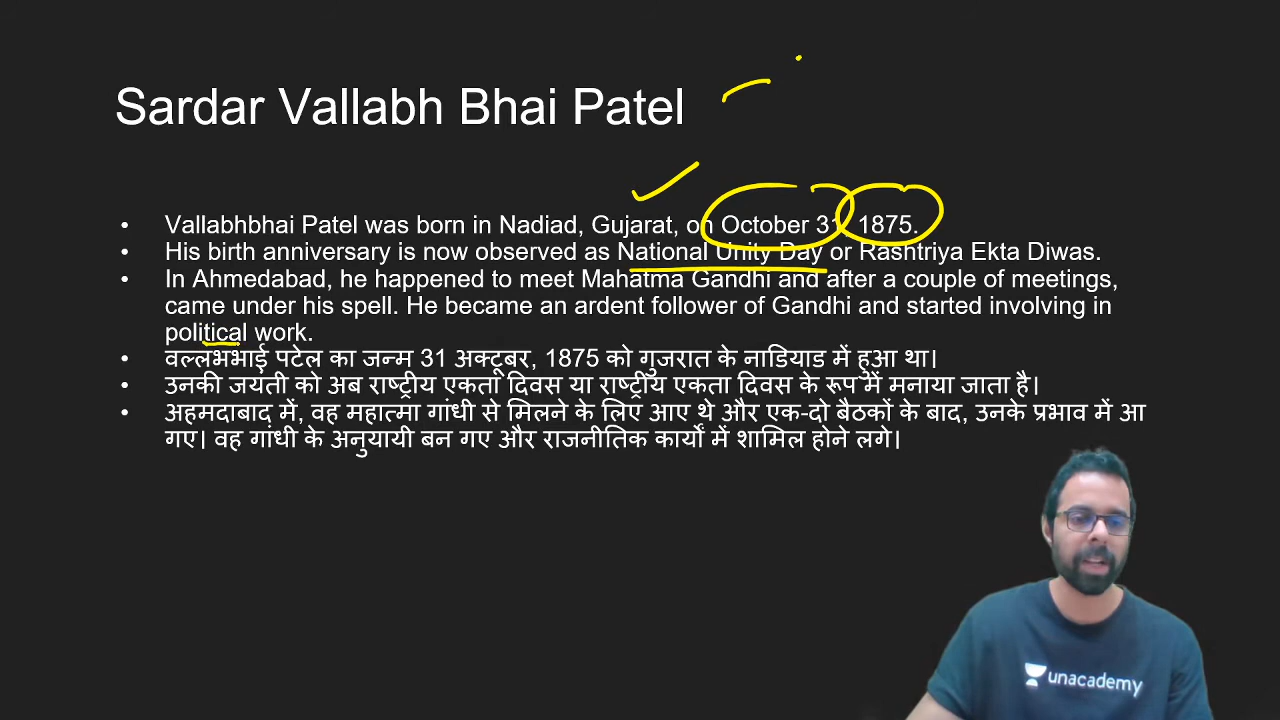 Sardar Vallabh Bhai Patel
• Vallabhbhai Patel was born in Nadiad, Gujarat, on October 31, 1875.
• His birth anniversary is now observed as National Unity Day or Rashtriya Ekta Diwas.
• In Ahmedabad, he happened to meet Mahatma Gandhi and after a couple of meetings,
came under his spell. He became an ardent follower of Gandhi and started involving in
political work.
• वल्लभभाई पटेल का जन्म 31 अक्टूबर, 1875 को गुजरात के नाडियाड में हुआ था।
• उनकी जयंती को अब राष्ट्रीय एकता दिवस या राष्ट्रीय एकता दिवस के रूप में मनाया जाता है।
• अहमदाबाद में, वह महात्मा गांधी से मिलने के लिए आए थे और एक-दो बैठकों के बाद, उनके प्रभाव में आ
गए। वह गांधी के अनुयायी बन गए और राजनीतिक कार्यों में शामिल होने लगे।
unacademy